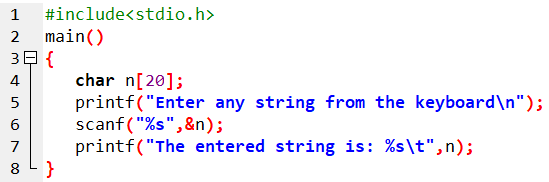 1 #include<stdio.h>
2 main()
3 {
4 char n[20];
5 printf("Enter any string from the keyboard\n");
6 scanf("%s",&n);
7 printf("The entered string is: %s\t",n);
8 }